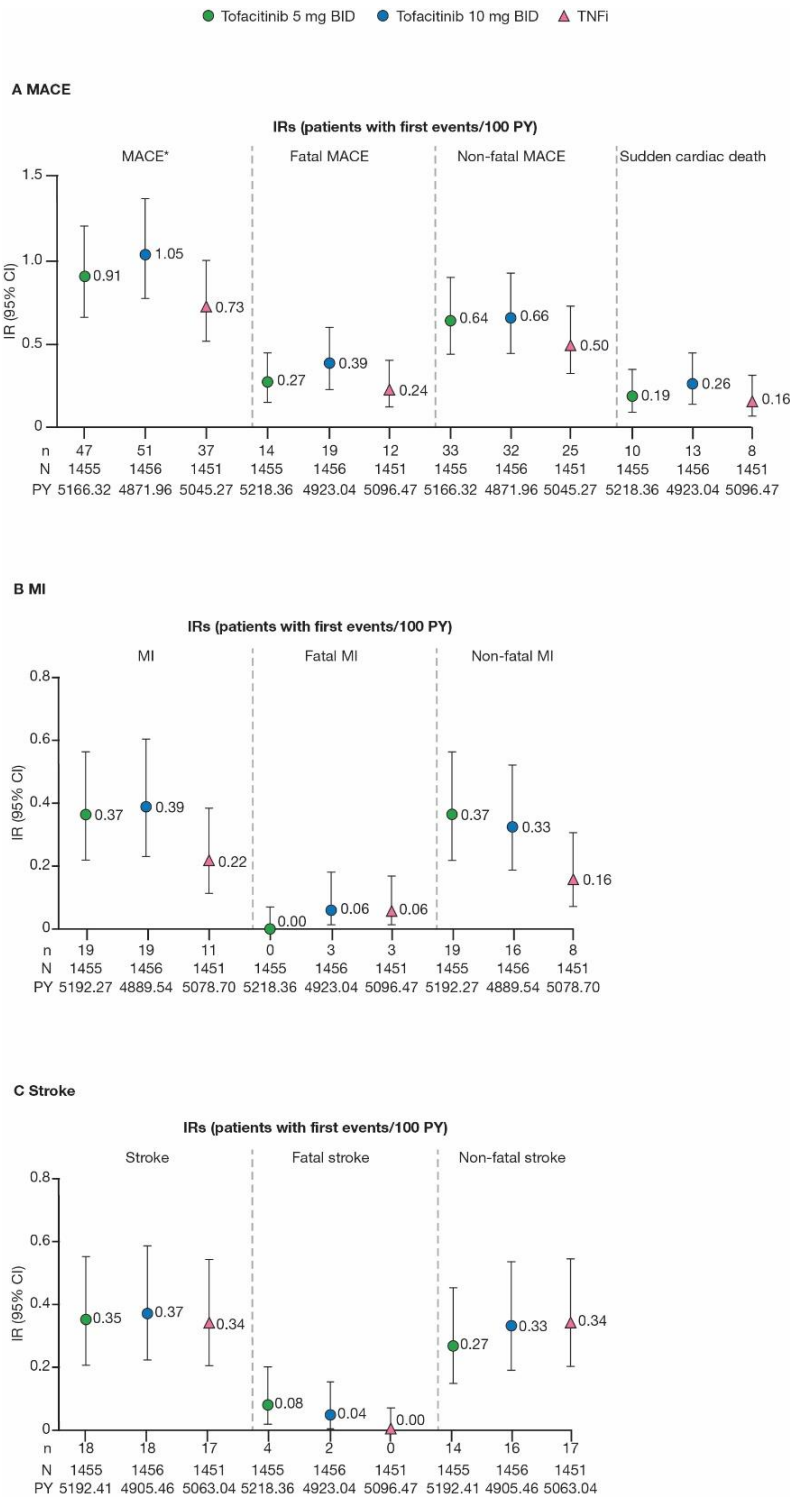 Tofacitinib 5 mg BID Tofacitinib 10 mg BID TNFi
A MACE
IRs (patients with first events/100 PY)
MACE* Fatal MACE Non-fatal MACE Sudden cardiac death
IR (95% CI)
1.5
1.0
0.5
0
0.91 1.05 0.73 0.27 0.39 0.24 0.64 0.66 0.50 0.19 0.26 0.16
n 47 51 37 14 19 12 33 32 25 10 13 8
N 1455 1456 1451 1455 1456 1451 1455 1456 1451 1455 1456 1451
PY 5166.32 4871.96 5045.27 5218.36 4923.04 5096.47 5166.32 4871.96 5045.27 5218.36 4923.04 5096.47
B MI
IRs (patients with first events/100 PY)
MI Fatal MI Non-fatal MI
IR (95% CI)
0.8
0.6
0.4
0.2
0
0.37 0.39 0.22 0.00 0.06 0.06 0.37 0.33 0.16
n 19 19 11 0 3 3 19 16 8
N 1455 1456 1451 1455 1456 1451 1455 1456 1451
PY 5192.27 4889.54 5078.70 5218.36 4923.04 5096.47 5192.27 4889.54 5078.70
C Stroke
IRs (patients with first events/100 PY)
Stroke Fatal stroke Non-fatal stroke
IR (95% CI)
0.8
0.6
0.4
0.2
0
0.35 0.37 0.34 0.08 0.04 0.00 0.27 0.33 0.34
n 18 18 17 4 2 0 14 16 17
N 1455 1456 1451 1455 1456 1451 1455 1456 1451
PY 5192.41 4905.46 5063.04 5218.36 4923.04 5096.47 5192.41 4905.46 5063.04